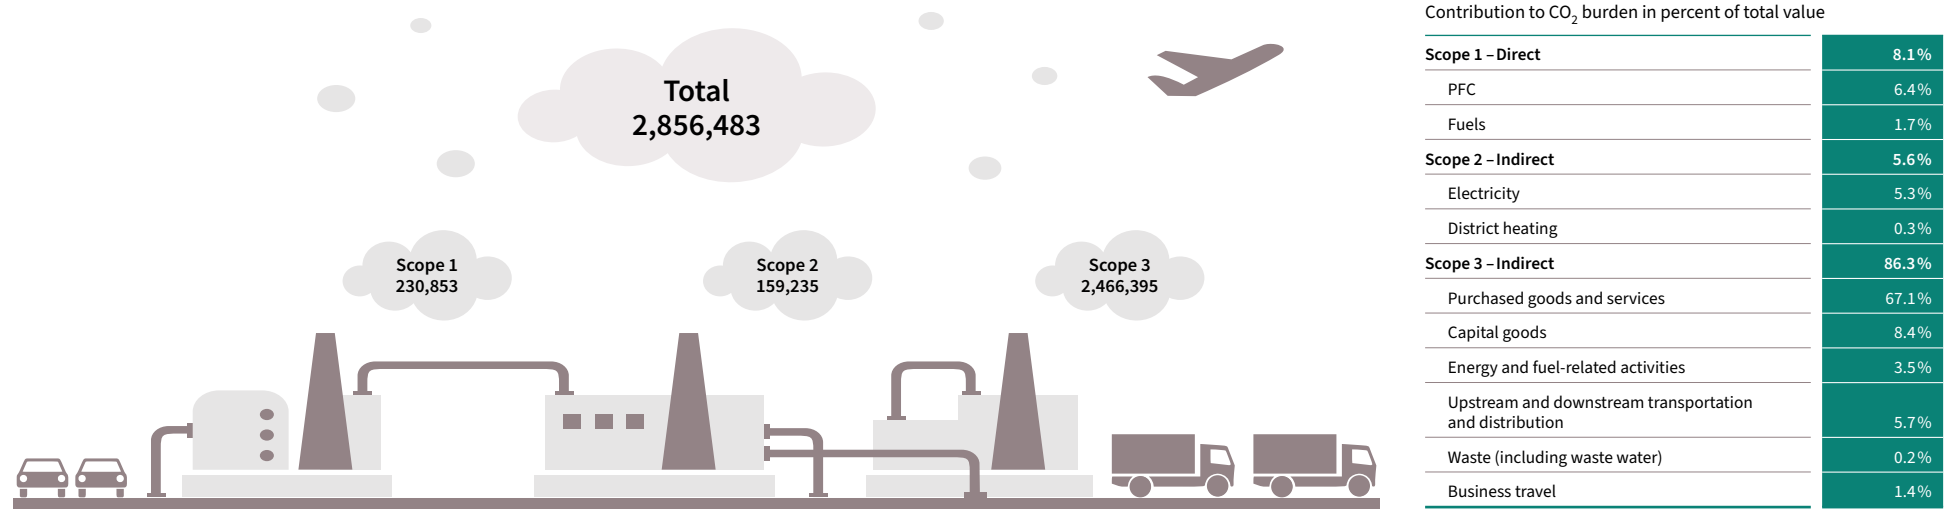 Total
2,856,483
Scope 1
230,853
Scope 2
159,235
Scope 3
2,466,395
Contribution to CO₂ burden in percent of total value
Scope 1 – Direct 8.1%
PFC 6.4%
Fuels 1.7%
Scope 2 – Indirect 5.6%
Electricity 5.3%
District heating 0.3%
Scope 3 – Indirect 86.3%
Purchased goods and services 67.1%
Capital goods 8.4%
Energy and fuel-related activities 3.5%
Upstream and downstream transportation
and distribution 5.7%
Waste (including waste water) 0.2%
Business travel 1.4%